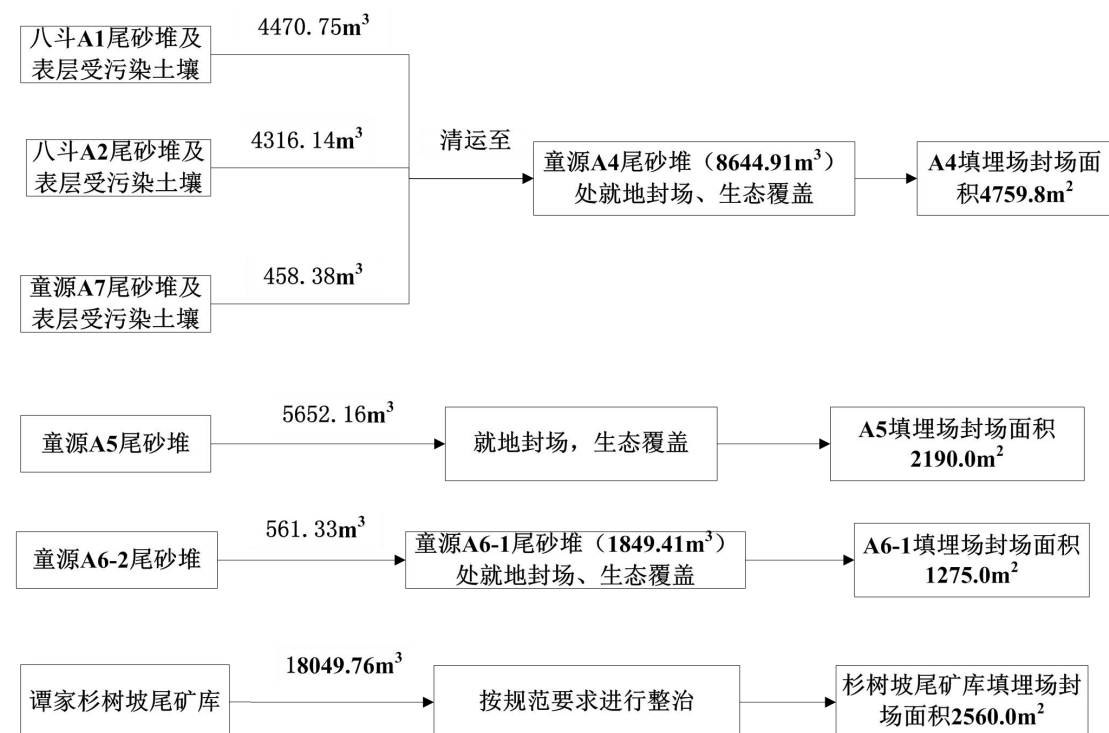 八斗A1尾砂堆及
表层受污染土壤
4470.75m³
八斗A2尾砂堆及
表层受污染土壤
4316.14m³
童源A7尾砂堆及
表层受污染土壤
458.38m³
清运至
童源A4尾砂堆（8644.91m³）
处就地封场、生态覆盖
A4填埋场封场面
积4759.8m²
童源A5尾砂堆
5652.16m³
就地封场，生态覆盖
A5填埋场封场面积
2190.0m²
童源A6-2尾砂堆
561.33m³
童源A6-1尾砂堆（1849.41m³）
处就地封场、生态覆盖
A6-1填埋场封场面积
1275.0m²
谭家杉树坡尾矿库
18049.76m³
按规范要求进行整治
杉树坡尾矿库填埋场封
场面积2560.0m²